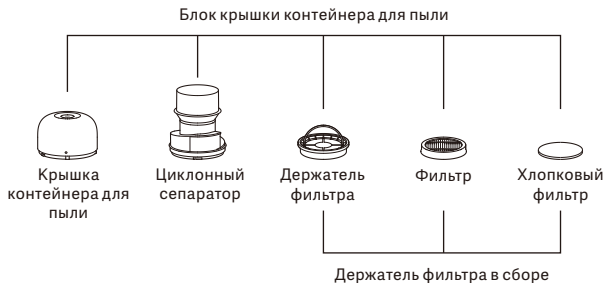 Блок крышки контейнера для пыли
Крышка
контейнера для
пыли
Циклонный
сепаратор
Держатель
фильтра
Фильтр
Хлопковый
фильтр
Держатель фильтра в сборе